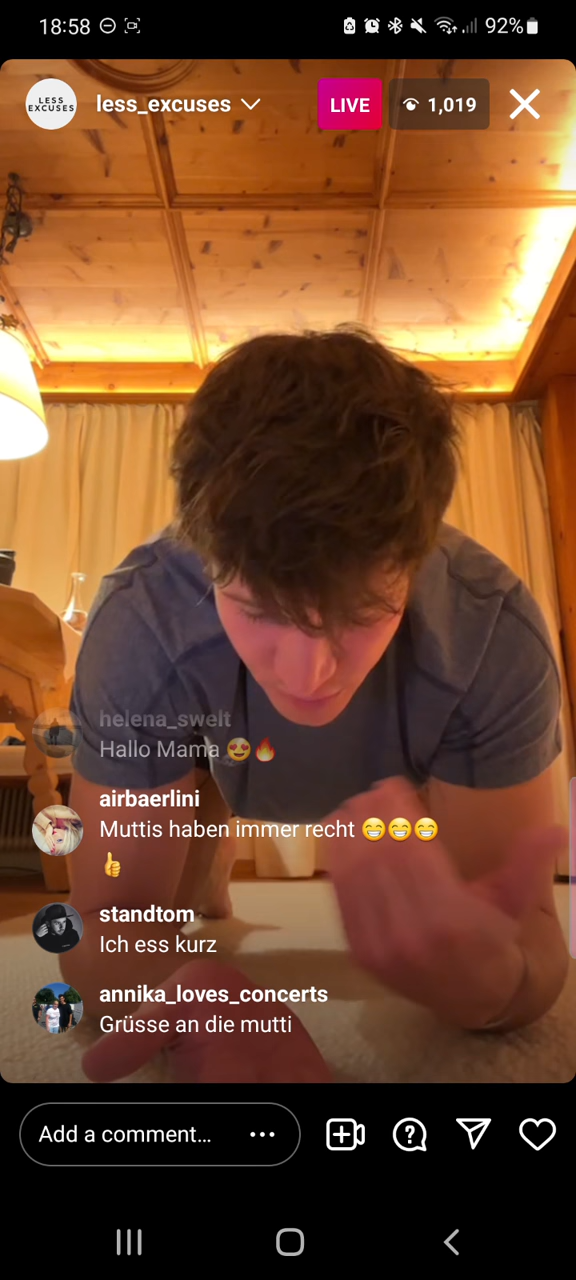 18:58
92%
LESS
EXCUSES
less_excuses
LIVE
1,019
helena_swelt
Hallo Mama 😍🔥
airbaerlini
Muttis haben immer recht 😁😁😁
👍
standtom
Ich ess kurz
annika_loves_concerts
Grüsse an die mutti
Add a comment...